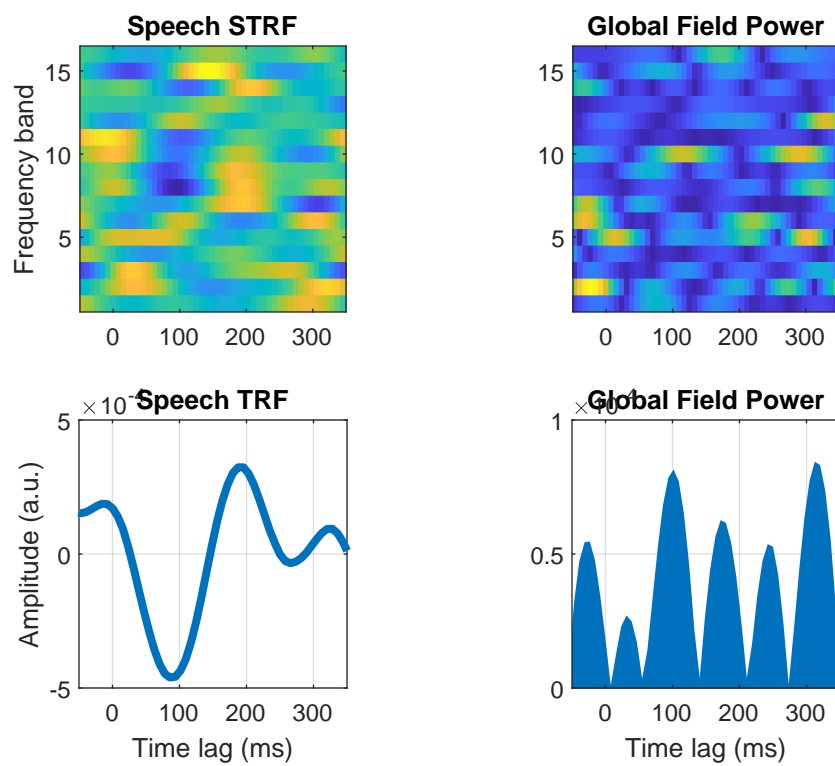 Speech STRF
Frequency band
15
10
5
0 100 200 300
Global Field Power
15
10
5
0 100 200 300
Speech TRF
×10⁻⁴
Amplitude (a.u.)
5
0
-5
0 100 200 300
Time lag (ms)
Global Field Power
1
0.5
0
0 100 200 300
Time lag (ms)